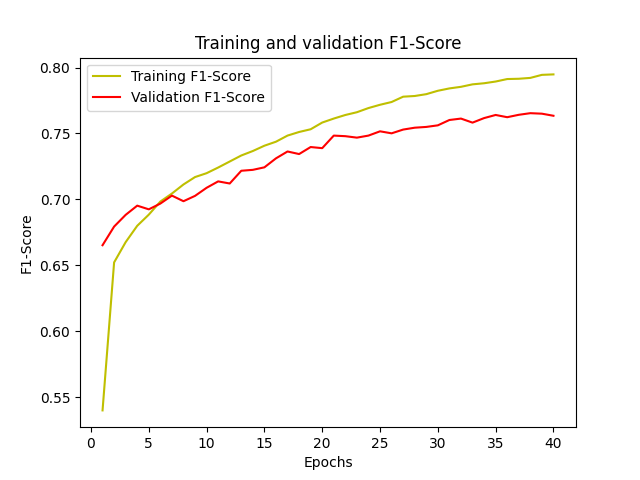 Training and validation F1-Score
Training F1-Score
Validation F1-Score
0.80
0.75
0.70
0.65
0.60
0.55
F1-Score
0 5 10 15 20 25 30 35 40
Epochs